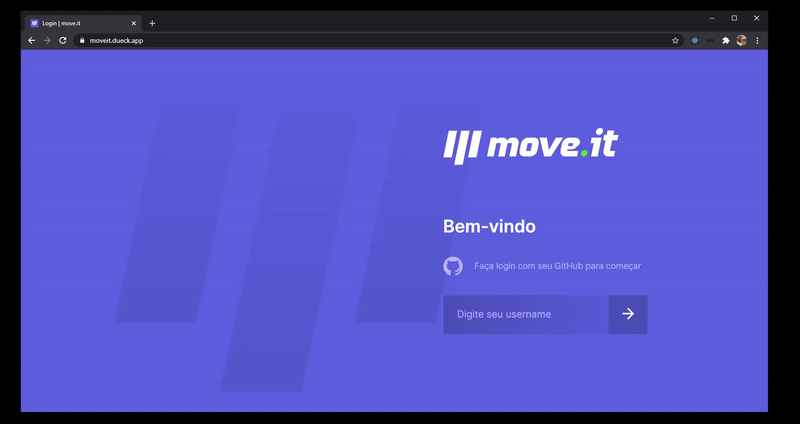 Login | move.it
moveit.dueck.app
move.it
Bem-vindo
Faça login com seu GitHub para começar
Digite seu username